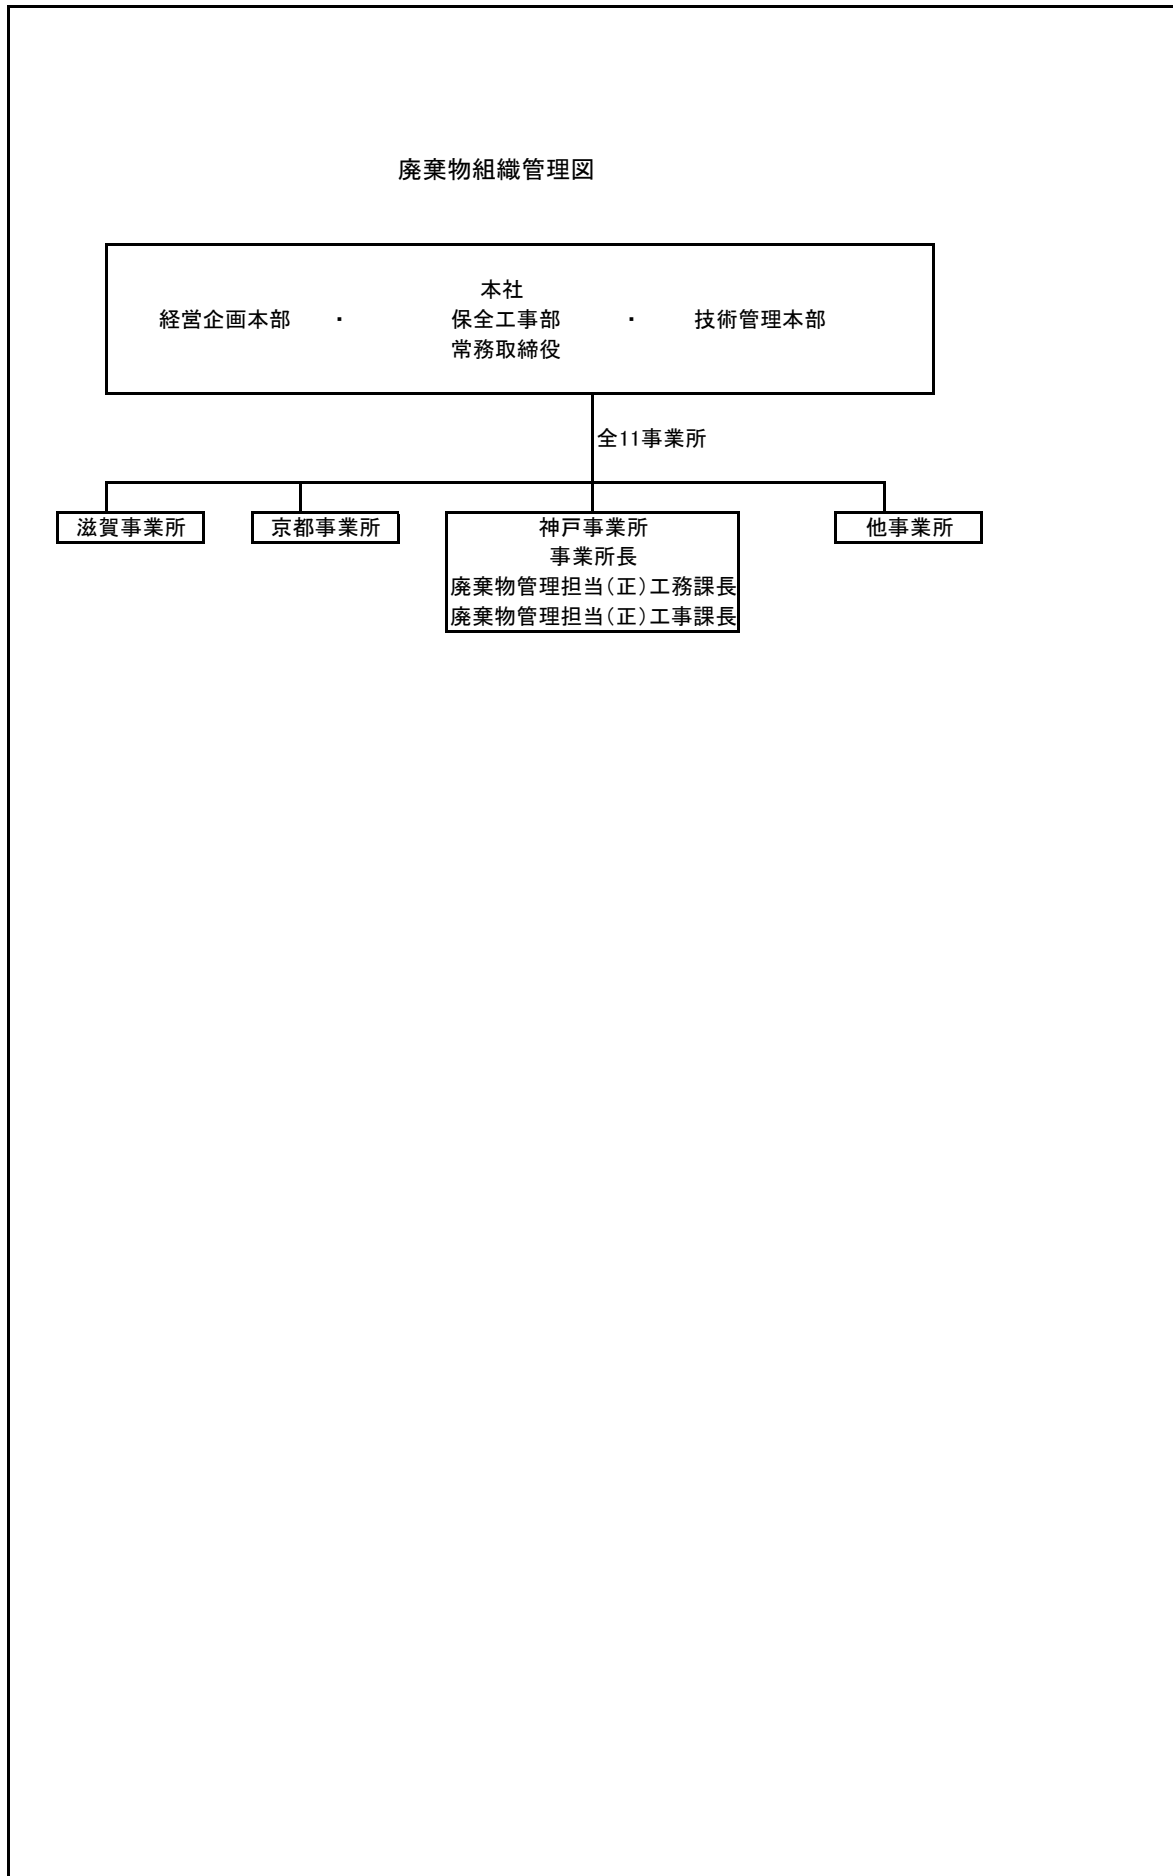 廃棄物組織管理図
本社
経営企画本部 ・ 保全工事部 ・ 技術管理本部
常務取締役
全11事業所
滋賀事業所 京都事業所 神戸事業所 他事業所
事業所長
廃棄物管理担当(正)工務課長
廃棄物管理担当(正)工事課長